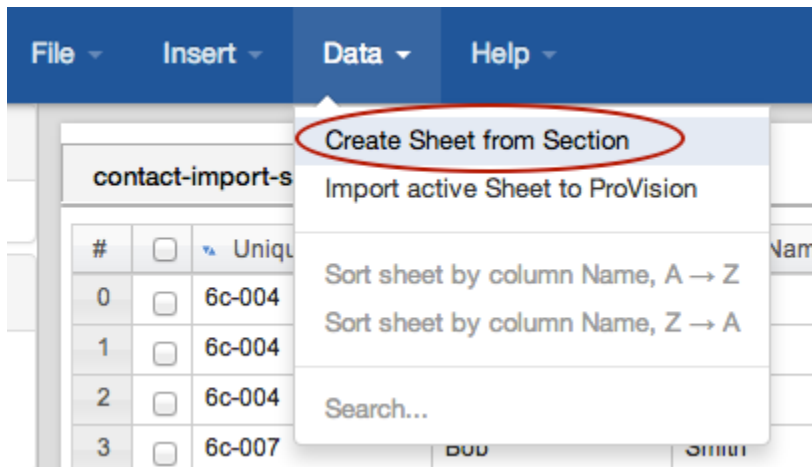 File Insert Data Help
Create Sheet from Section
contact-import-s
Import active Sheet to ProVision
# Uniqu Nam
Sort sheet by column Name, A → Z
0 6c-004
Sort sheet by column Name, Z → A
1 6c-004
2 6c-004
Search...
3 6c-007 Bob Smith